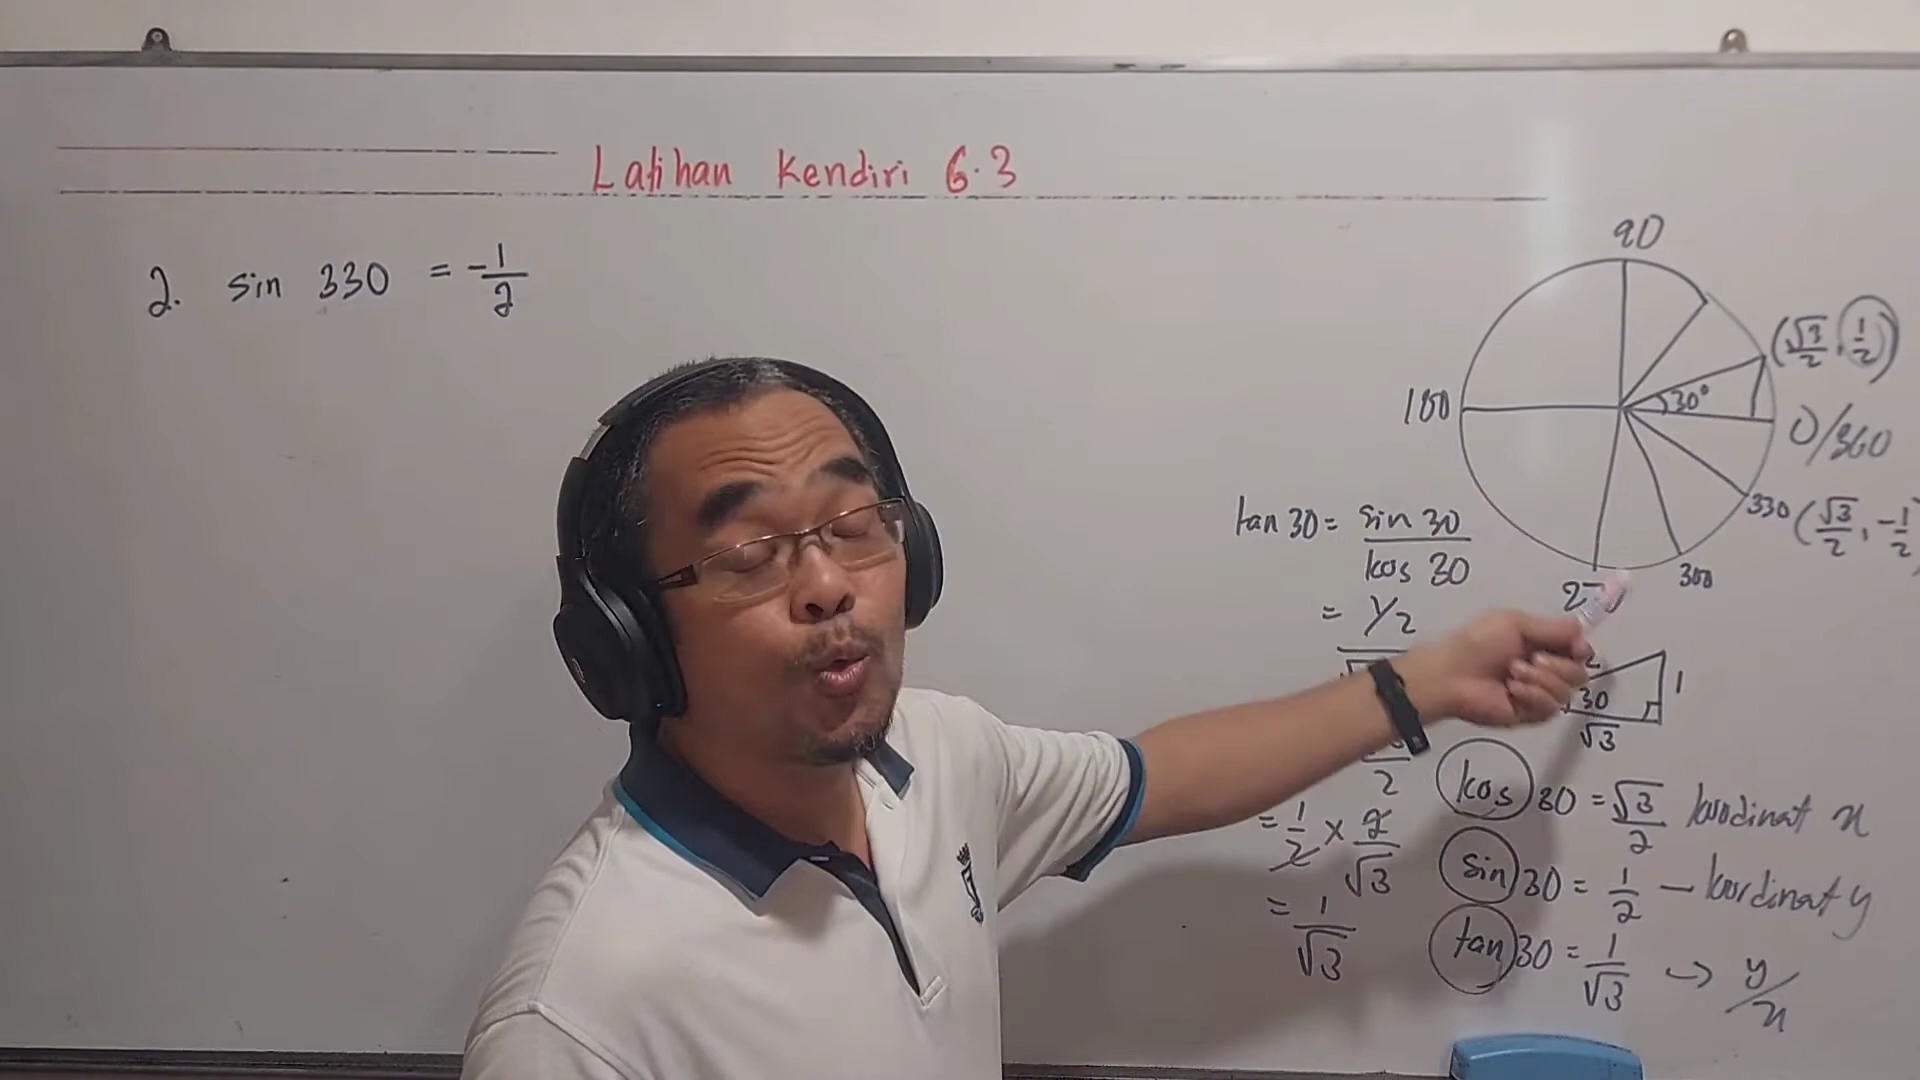 Latihan Kendiri 6.3
2. sin 330 = -1/2
90
(√3/2, 1/2)
180
30°
0/360
330 (√3/2, -1/2)
300
tan 30 = sin 30 / kos 30
= 1/2
2
= 1/2 × 2/√3
= 1/√3
30
1
√3
kos 30 = √3/2 koordinat x
sin 30 = 1/2 — koordinat y
tan 30 = 1/√3 → y/x